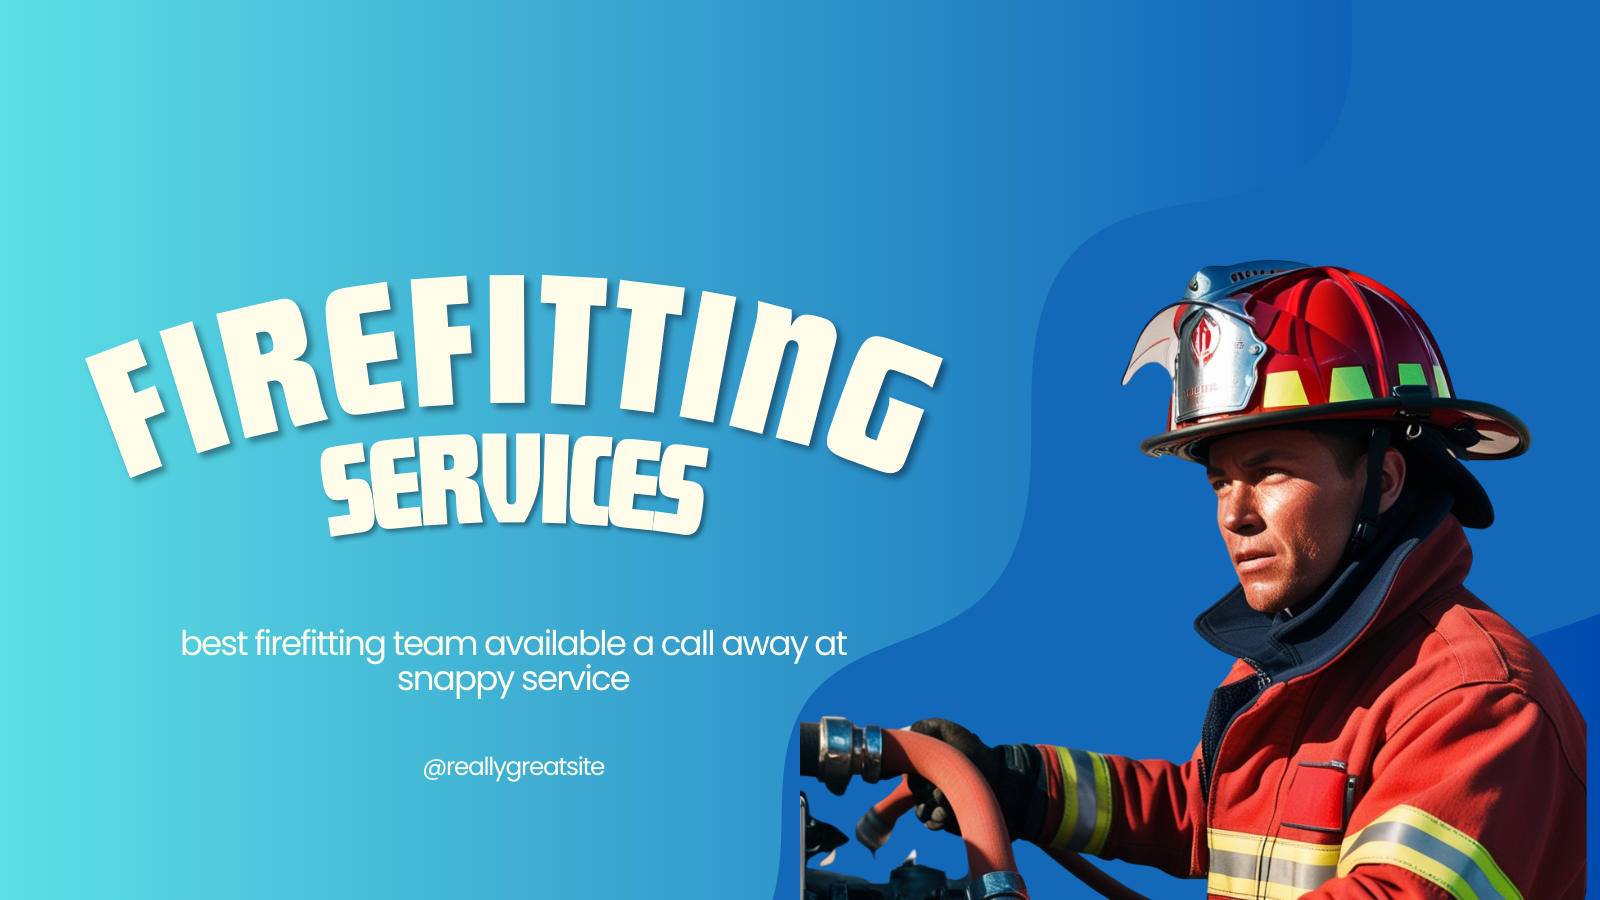 FIREFITTING
SERVICES
best firefitting team available a call away at
snappy service
@reallygreatsite